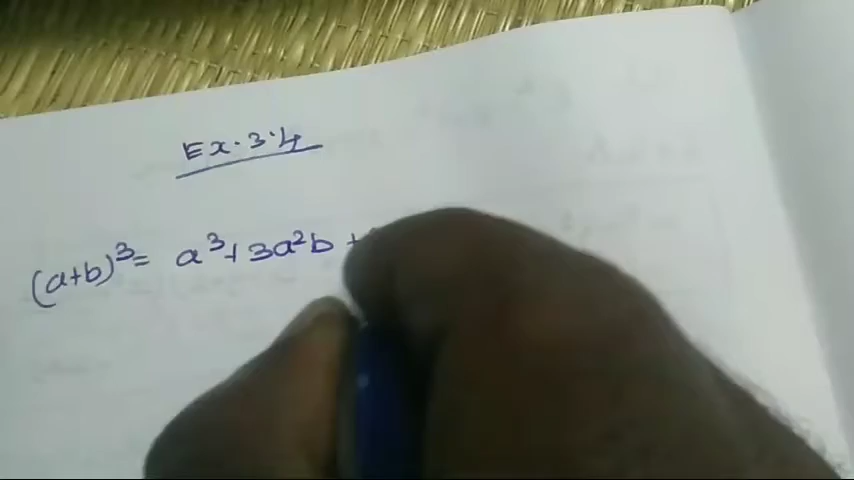 Ex. 3.4
(a+b)³= a³+3a²b +